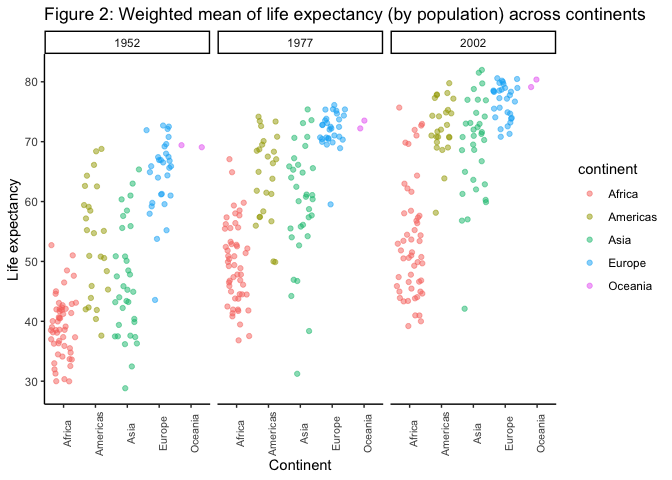 Figure 2: Weighted mean of life expectancy (by population) across continents
1952 1977 2002
80
70
60
50
40
30
Life expectancy
Africa Americas Asia Europe Oceania Africa Americas Asia Europe Oceania Africa Americas Asia Europe Oceania
Continent
continent
Africa
Americas
Asia
Europe
Oceania